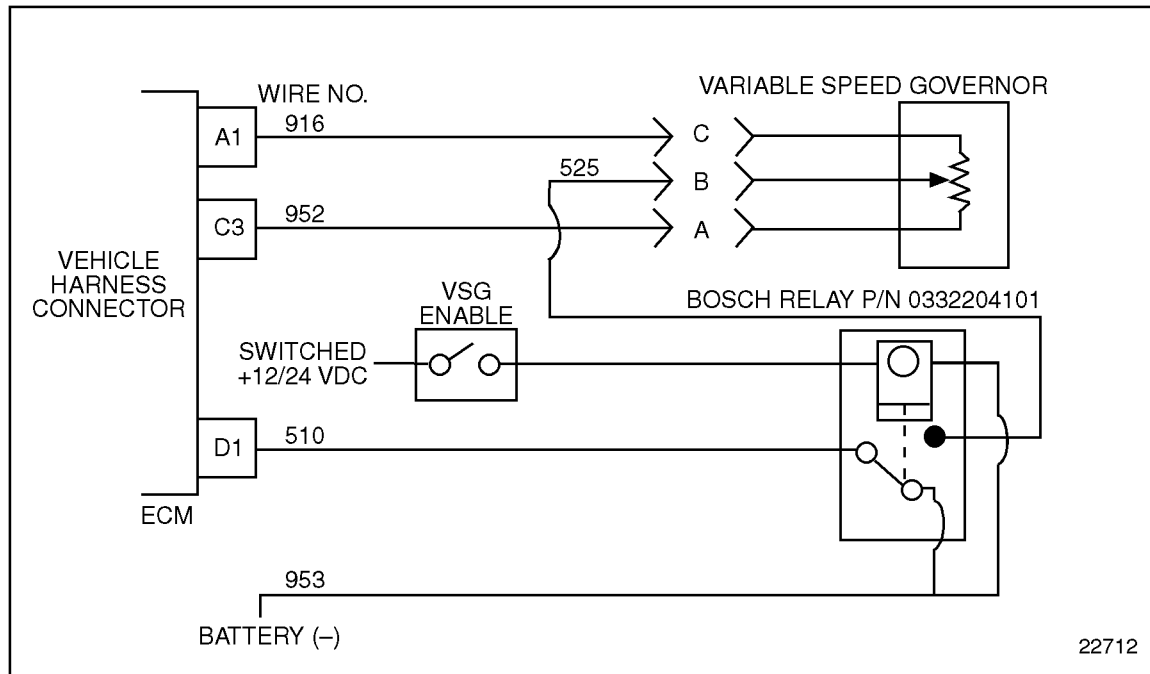 VARIABLE SPEED GOVERNOR
WIRE NO.
A1
916
C
525
B
C3
952
A
VEHICLE
HARNESS
CONNECTOR
BOSCH RELAY P/N 0332204101
VSG
ENABLE
SWITCHED
+12/24 VDC
D1
510
ECM
953
BATTERY (–)
22712